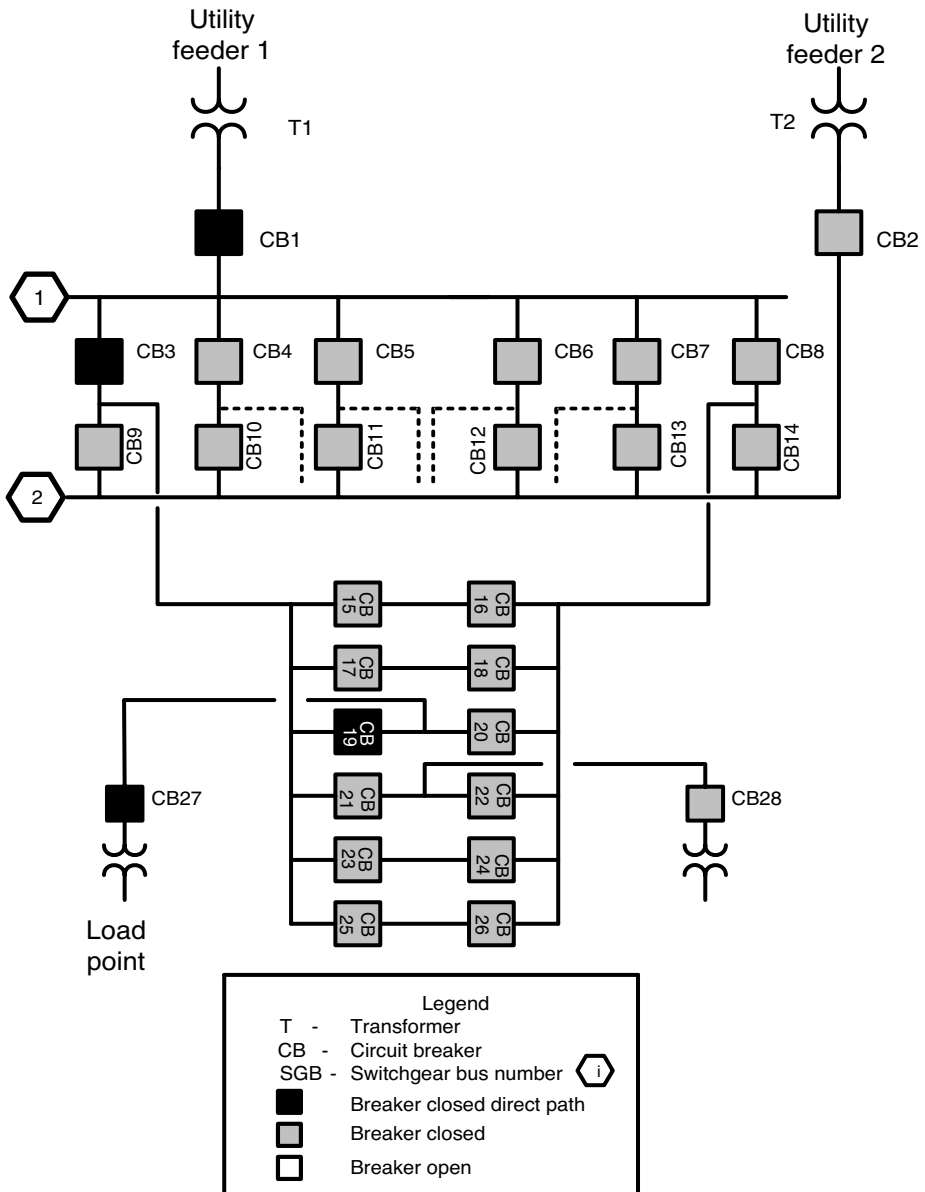 Utility
feeder 1
Utility
feeder 2
T1
T2
CB1
CB2
1
CB3
CB4
CB5
CB6
CB7
CB8
CB9
CB10
CB11
CB12
CB13
CB14
2
CB
15
CB
16
CB
17
CB
18
CB
19
CB
20
CB
21
CB
22
CB27
CB28
CB
23
CB
24
CB
25
CB
26
Load
point
Legend
T - Transformer
CB - Circuit breaker
SGB - Switchgear bus number i
Breaker closed direct path
Breaker closed
Breaker open